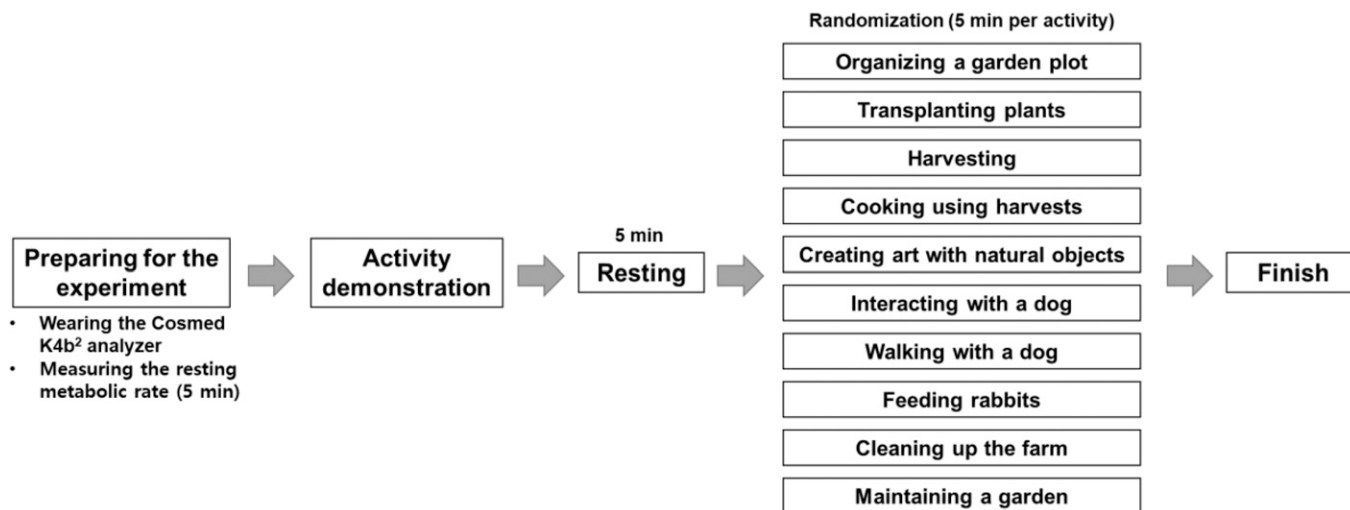 Preparing for the
experiment
• Wearing the Cosmed
K4b² analyzer
• Measuring the resting
metabolic rate (5 min)
Activity
demonstration
5 min
Resting
Randomization (5 min per activity)
Organizing a garden plot
Transplanting plants
Harvesting
Cooking using harvests
Creating art with natural objects
Interacting with a dog
Walking with a dog
Feeding rabbits
Cleaning up the farm
Maintaining a garden
Finish